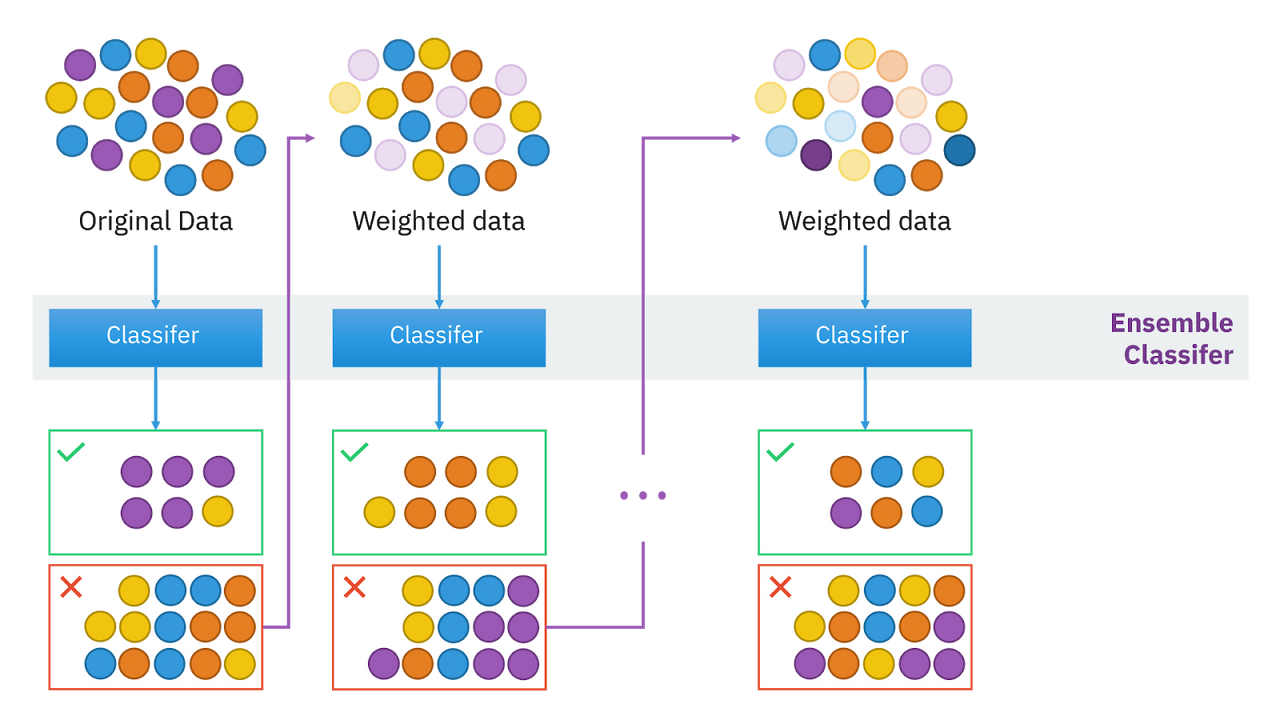 Original Data
Weighted data
Weighted data
Classifer
Classifer
Classifer
Ensemble
Classifer